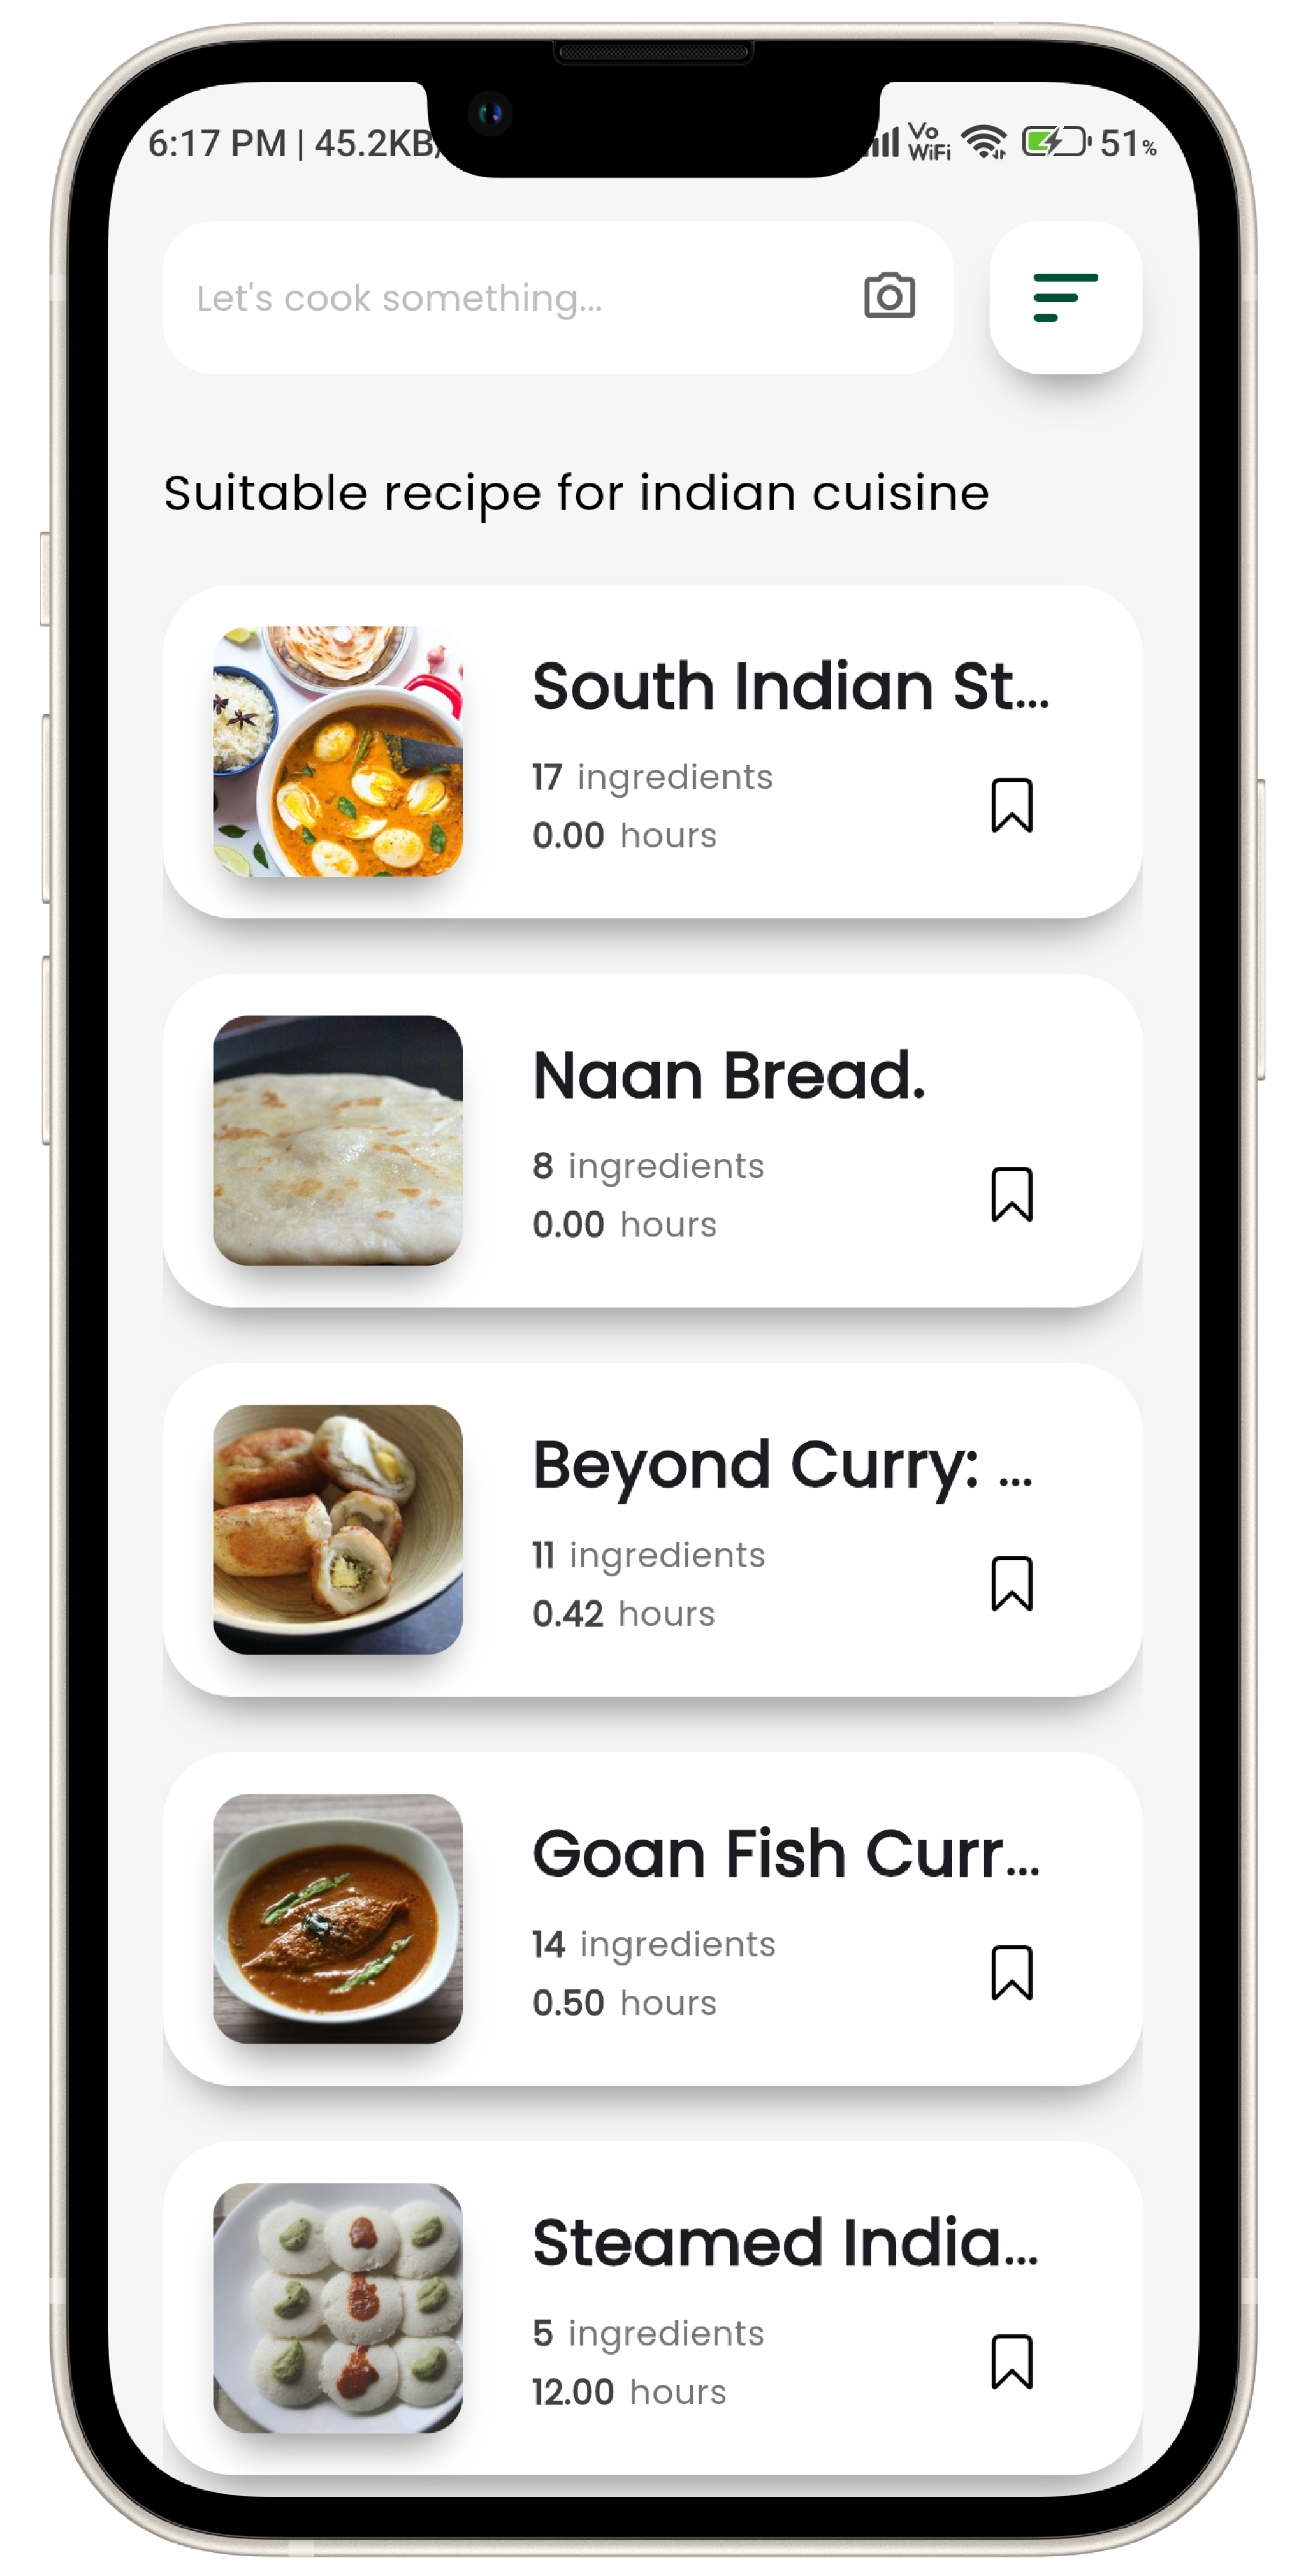 6:17 PM | 45.2KB/
Vo
WiFi
51%
Let's cook something...
Suitable recipe for indian cuisine
South Indian St...
17 ingredients
0.00 hours
Naan Bread.
8 ingredients
0.00 hours
Beyond Curry: ...
11 ingredients
0.42 hours
Goan Fish Curr...
14 ingredients
0.50 hours
Steamed India...
5 ingredients
12.00 hours